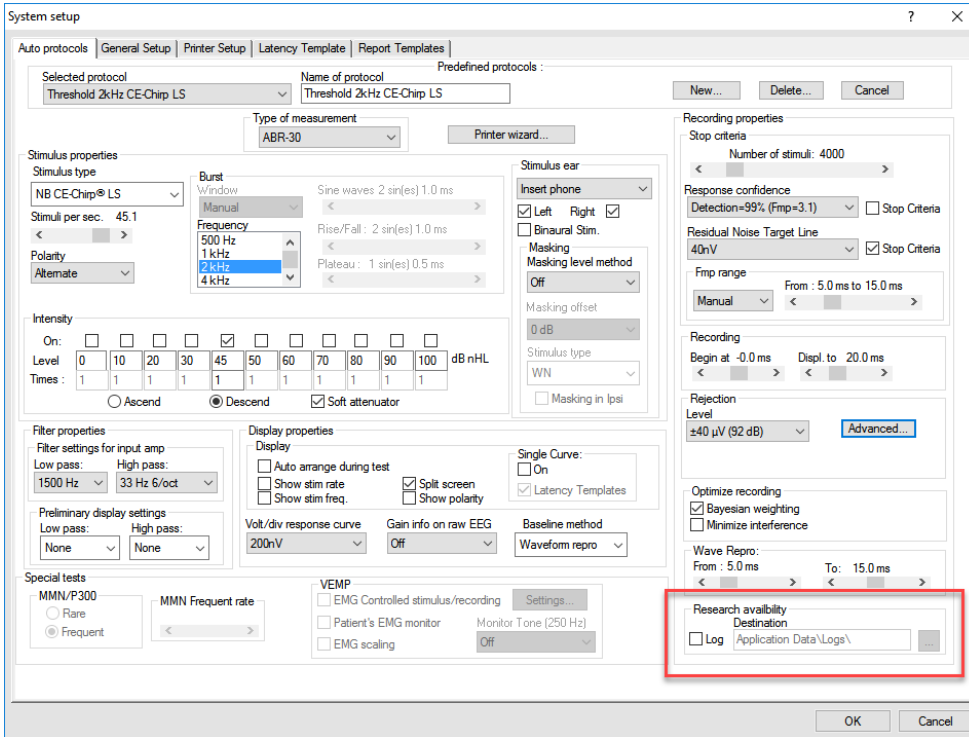 System setup
?
Auto protocols General Setup Printer Setup Latency Template Report Templates
Predefined protocols :
Selected protocol
Threshold 2kHz CE-Chirp LS
Name of protocol
Threshold 2kHz CE-Chirp LS
New... Delete... Cancel
Type of measurement
ABR-30
Printer wizard...
Stimulus properties
Stimulus type
NB CE-Chirp® LS
Stimuli per sec. 45.1
Polarity
Alternate
Burst
Window
Manual
Frequency
500 Hz
1 kHz
2 kHz
4 kHz
Sine waves 2 sin(es) 1.0 ms
Rise/Fall : 2 sin(es) 1.0 ms
Plateau : 1 sin(es) 0.5 ms
Stimulus ear
Insert phone
Left Right
Binaural Stim.
Masking
Masking level method
Off
Masking offset
0 dB
Stimulus type
WN
Masking in Ipsi
Intensity
On:
Level 0 10 20 30 45 50 60 70 80 90 100 dB nHL
Times : 1 1 1 1 1 1 1 1 1 1 1
Ascend Descend Soft attenuator
Filter properties
Filter settings for input amp
Low pass: High pass:
1500 Hz 33 Hz 6/oct
Preliminary display settings
Low pass: High pass:
None None
Display properties
Display
Auto arrange during test
Show stim rate Split screen
Show stim freq. Show polarity
Single Curve:
On
Latency Templates
Volt/div response curve Gain info on raw EEG Baseline method
200nV Off Waveform repro
Special tests
MMN/P300
Rare
Frequent
MMN Frequent rate
VEMP
EMG Controlled stimulus/recording Settings...
Patient's EMG monitor Monitor Tone (250 Hz)
EMG scaling Off
Recording properties
Stop criteria
Number of stimuli: 4000
Response confidence
Detection=99% (Fmp=3.1) Stop Criteria
Residual Noise Target Line
40nV Stop Criteria
Fmp range
From : 5.0 ms to 15.0 ms
Manual
Recording
Begin at -0.0 ms Displ. to 20.0 ms
Rejection
Level
±40 µV (92 dB) Advanced...
Optimize recording
Bayesian weighting
Minimize interference
Wave Repro:
From : 5.0 ms To: 15.0 ms
Research availbility
Destination
Log Application Data\Logs\ ...
OK Cancel